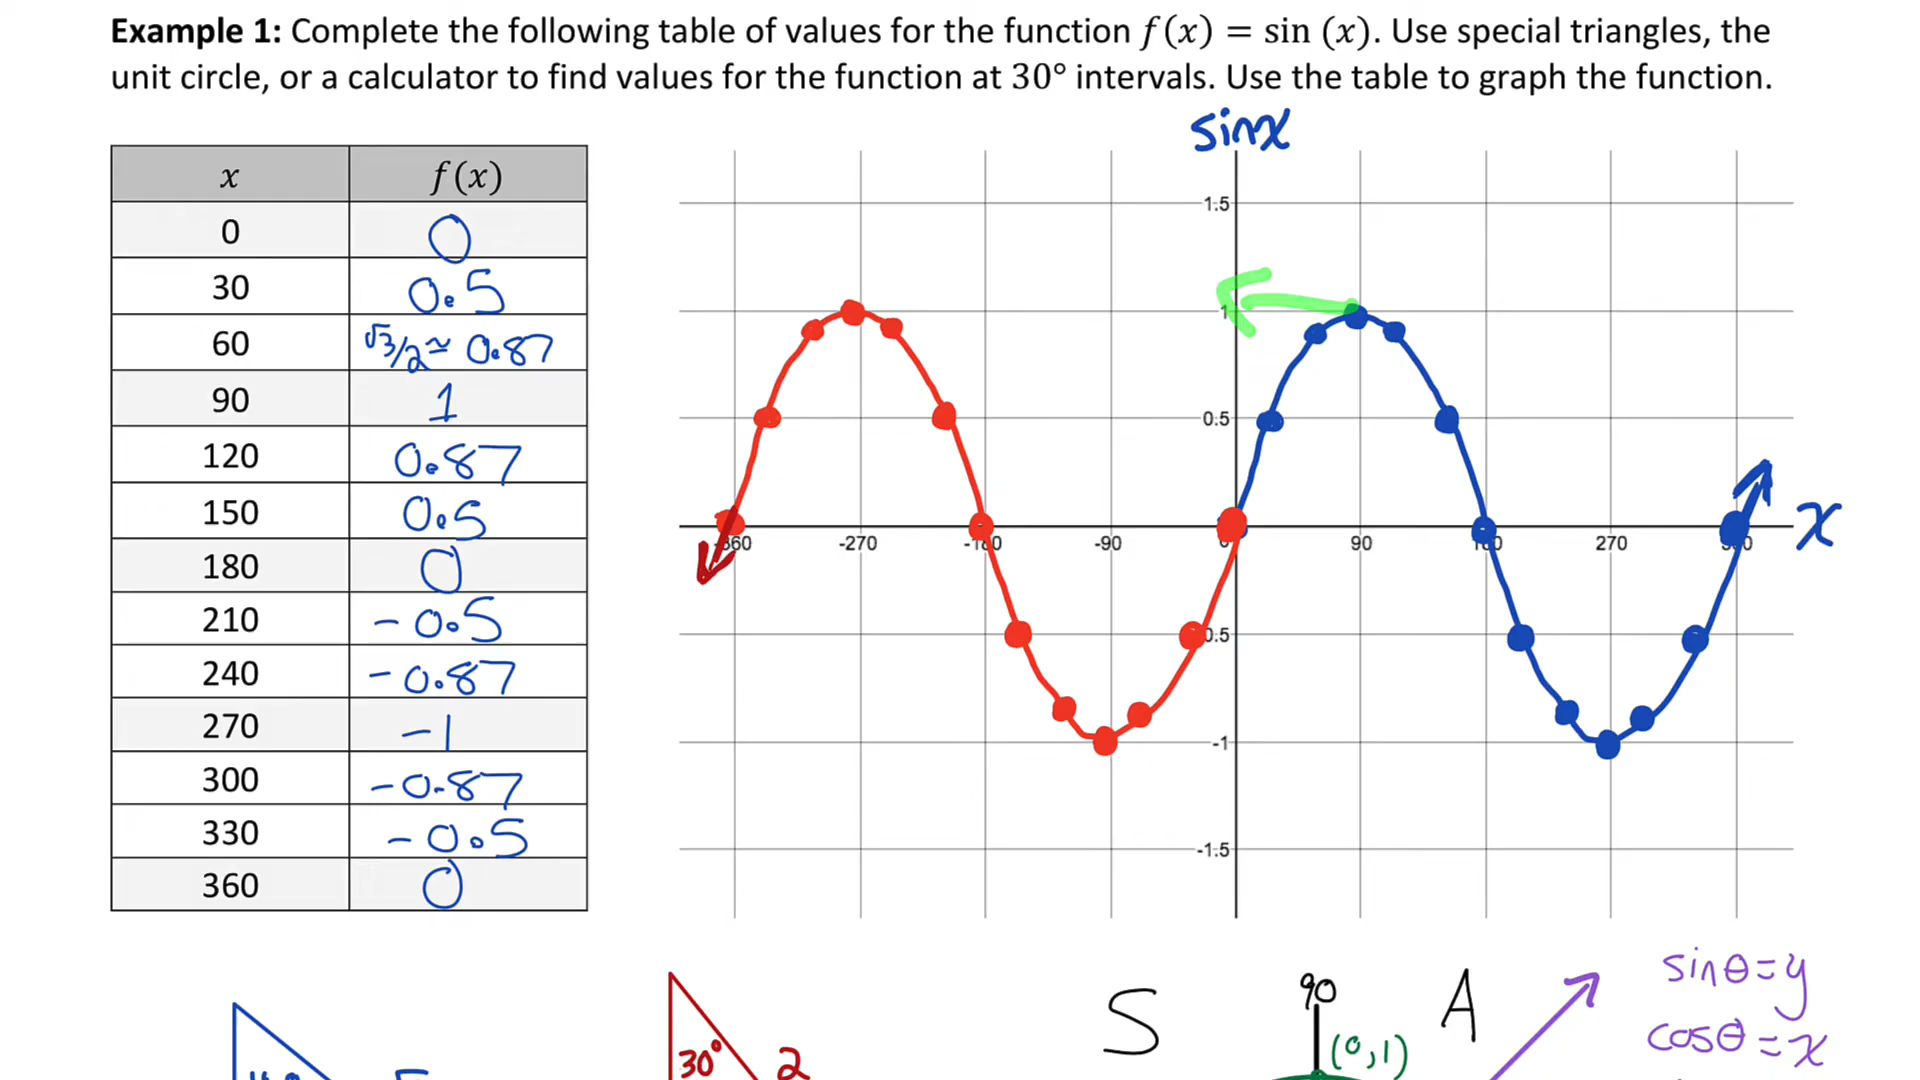 Example 1: Complete the following table of values for the function f(x) = sin (x). Use special triangles, the
unit circle, or a calculator to find values for the function at 30° intervals. Use the table to graph the function.
sinx
x f(x)
0 0
30 0.5
60 √3/2 ≃ 0.87
90 1
120 0.87
150 0.5
180 0
210 -0.5
240 -0.87
270 -1
300 -0.87
330 -0.5
360 0
1.5
1
0.5
-270 -180 -90 0 90 180 270 360 x
0.5
-1
-1.5
S 90 A sinθ=y
(0,1) cosθ=x
30° 2